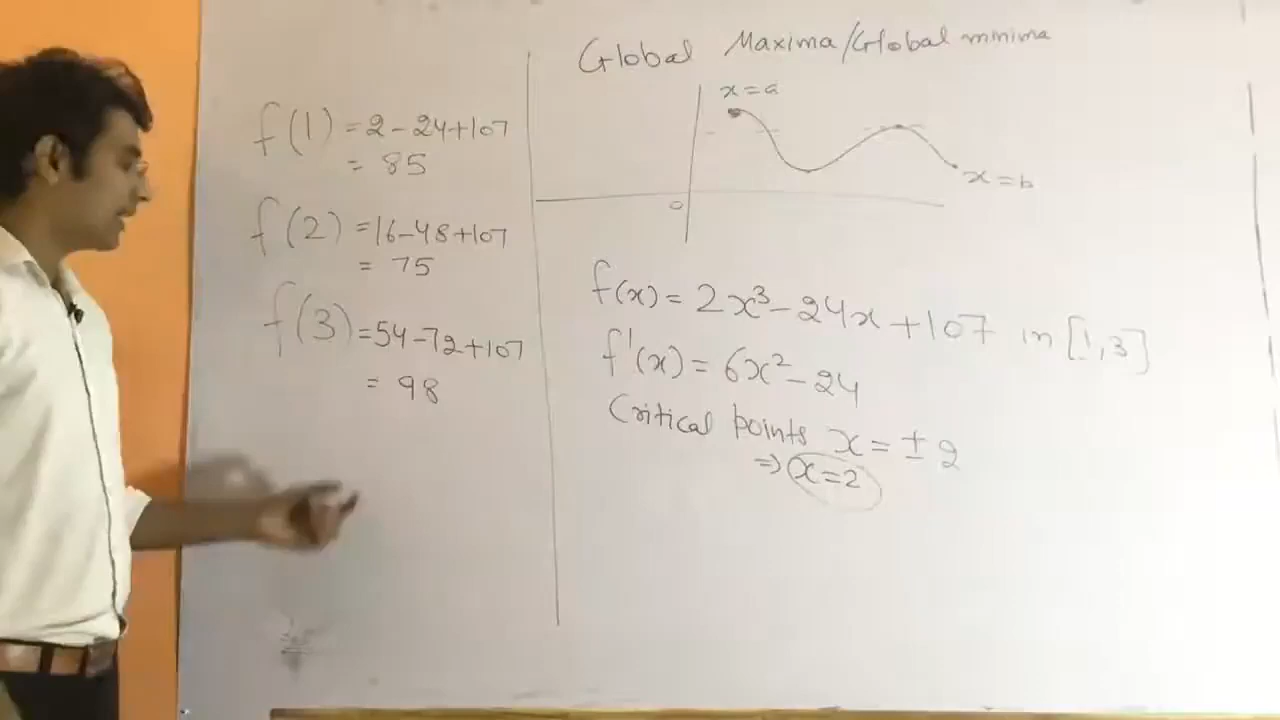 Global Maxima/Global minima
x=a
x=b
0
f(1) = 2-24+107
= 85
f(2) = 16-48+107
= 75
f(3) = 54-72+107
= 98
f(x) = 2x³-24x+107 in [1,3]
f'(x) = 6x²-24
Critical points x = ±2
⇒ x=2